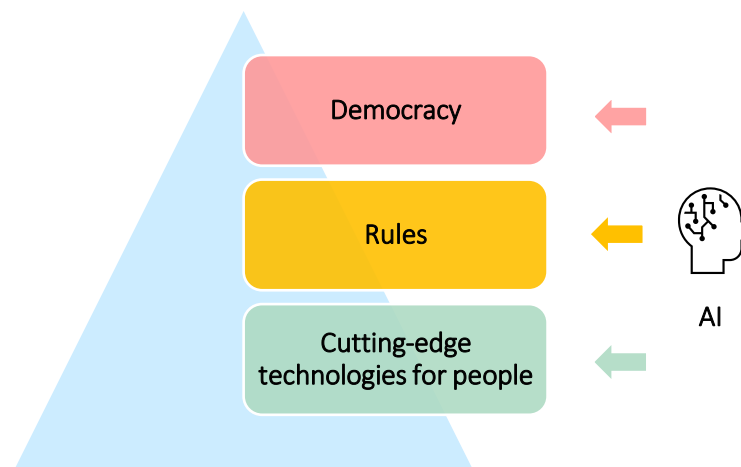 Democracy
Rules
AI
Cutting-edge
technologies for people